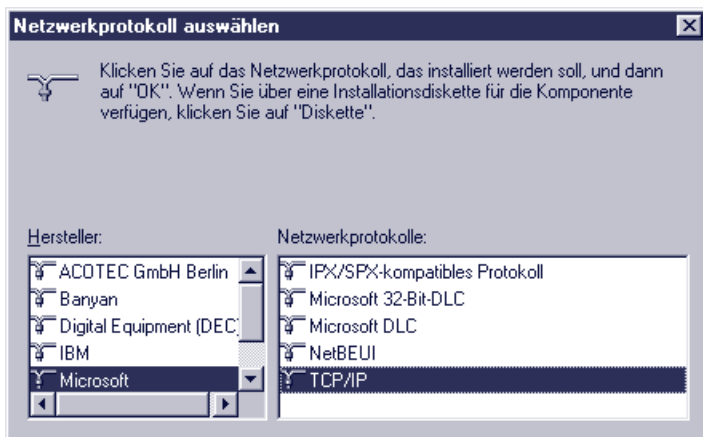 Netzwerkprotokoll auswählen
Klicken Sie auf das Netzwerkprotokoll, das installiert werden soll, und dann
auf "OK". Wenn Sie über eine Installationsdiskette für die Komponente
verfügen, klicken Sie auf "Diskette".
Hersteller:
ACOTEC GmbH Berlin
Banyan
Digital Equipment (DEC)
IBM
Microsoft
Netzwerkprotokolle:
IPX/SPX-kompatibles Protokoll
Microsoft 32-Bit-DLC
Microsoft DLC
NetBEUI
TCP/IP